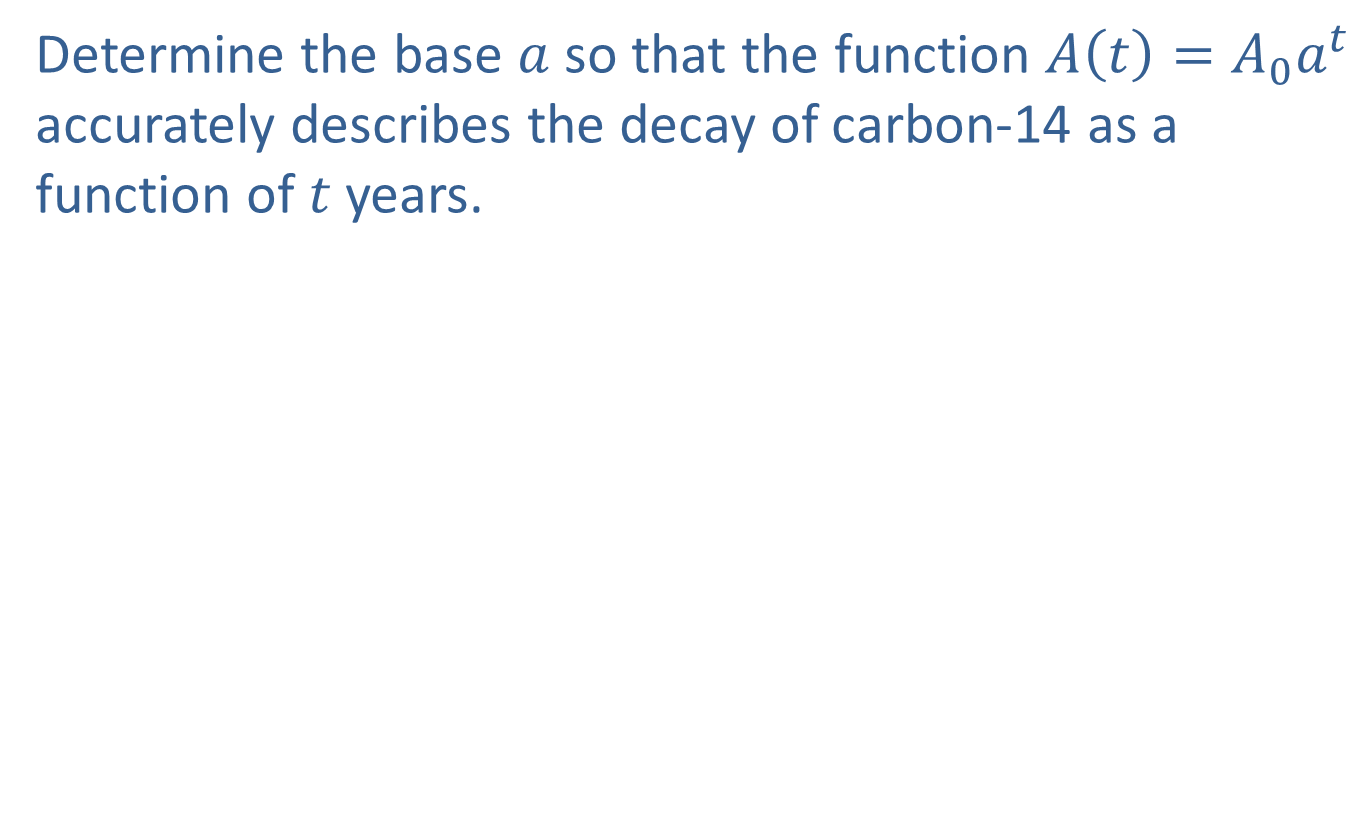 Determine the base 𝑎 so that the function 𝐴(𝑡) = 𝐴₀𝑎ᵗ
accurately describes the decay of carbon-14 as a
function of 𝑡 years.